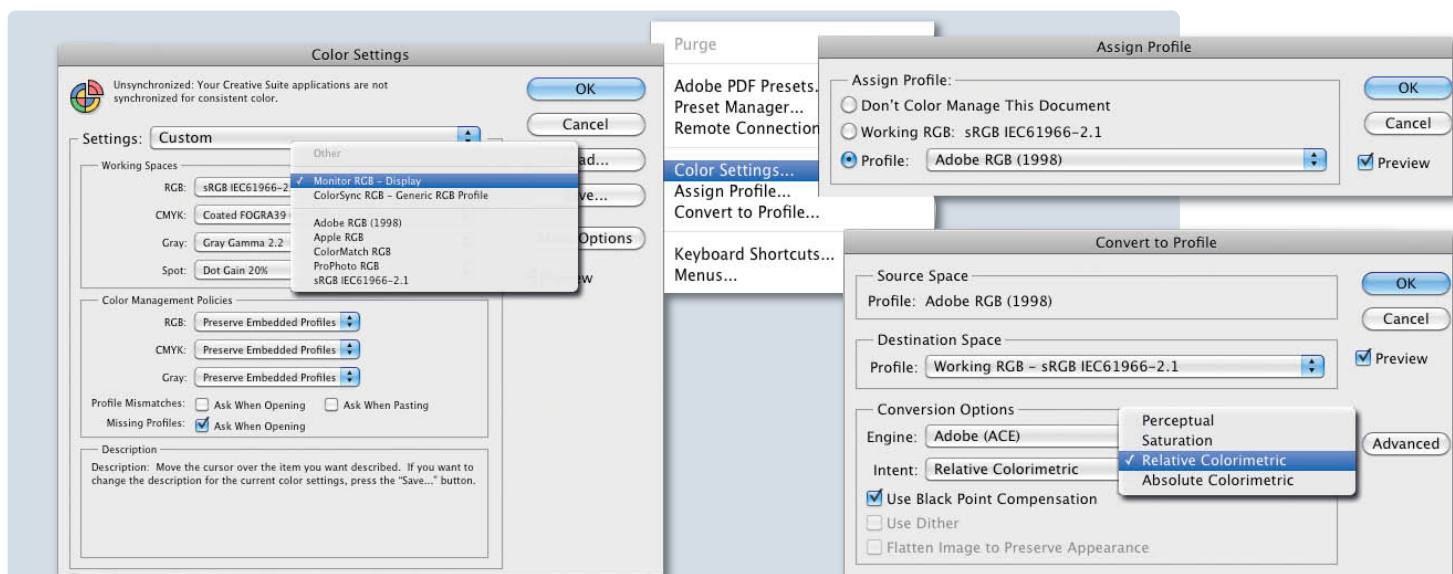 Color Settings
Unsynchronized: Your Creative Suite applications are not
synchronized for consistent color.
OK
Cancel
ad...
ve...
Options
ew
Settings: Custom
Working Spaces
RGB: sRGB IEC61966-2
CMYK: Coated FOGRA39
Gray: Gray Gamma 2.2
Spot: Dot Gain 20%
Other
✓ Monitor RGB - Display
ColorSync RGB - Generic RGB Profile
Adobe RGB (1998)
Apple RGB
ColorMatch RGB
ProPhoto RGB
sRGB IEC61966-2.1
Color Management Policies
RGB: Preserve Embedded Profiles
CMYK: Preserve Embedded Profiles
Gray: Preserve Embedded Profiles
Profile Mismatches: Ask When Opening Ask When Pasting
Missing Profiles: Ask When Opening
Description
Description: Move the cursor over the item you want described. If you want to
change the description for the current color settings, press the "Save..." button.
Purge
Adobe PDF Presets.
Preset Manager...
Remote Connection
Color Settings...
Assign Profile...
Convert to Profile...
Keyboard Shortcuts...
Menus...
Assign Profile
Assign Profile:
Don't Color Manage This Document
Working RGB: sRGB IEC61966-2.1
Profile: Adobe RGB (1998)
OK
Cancel
Preview
Convert to Profile
Source Space
Profile: Adobe RGB (1998)
Destination Space
Profile: Working RGB - sRGB IEC61966-2.1
Conversion Options
Engine: Adobe (ACE)
Intent: Relative Colorimetric
Perceptual
Saturation
✓ Relative Colorimetric
Absolute Colorimetric
Use Black Point Compensation
Use Dither
Flatten Image to Preserve Appearance
OK
Cancel
Preview
Advanced